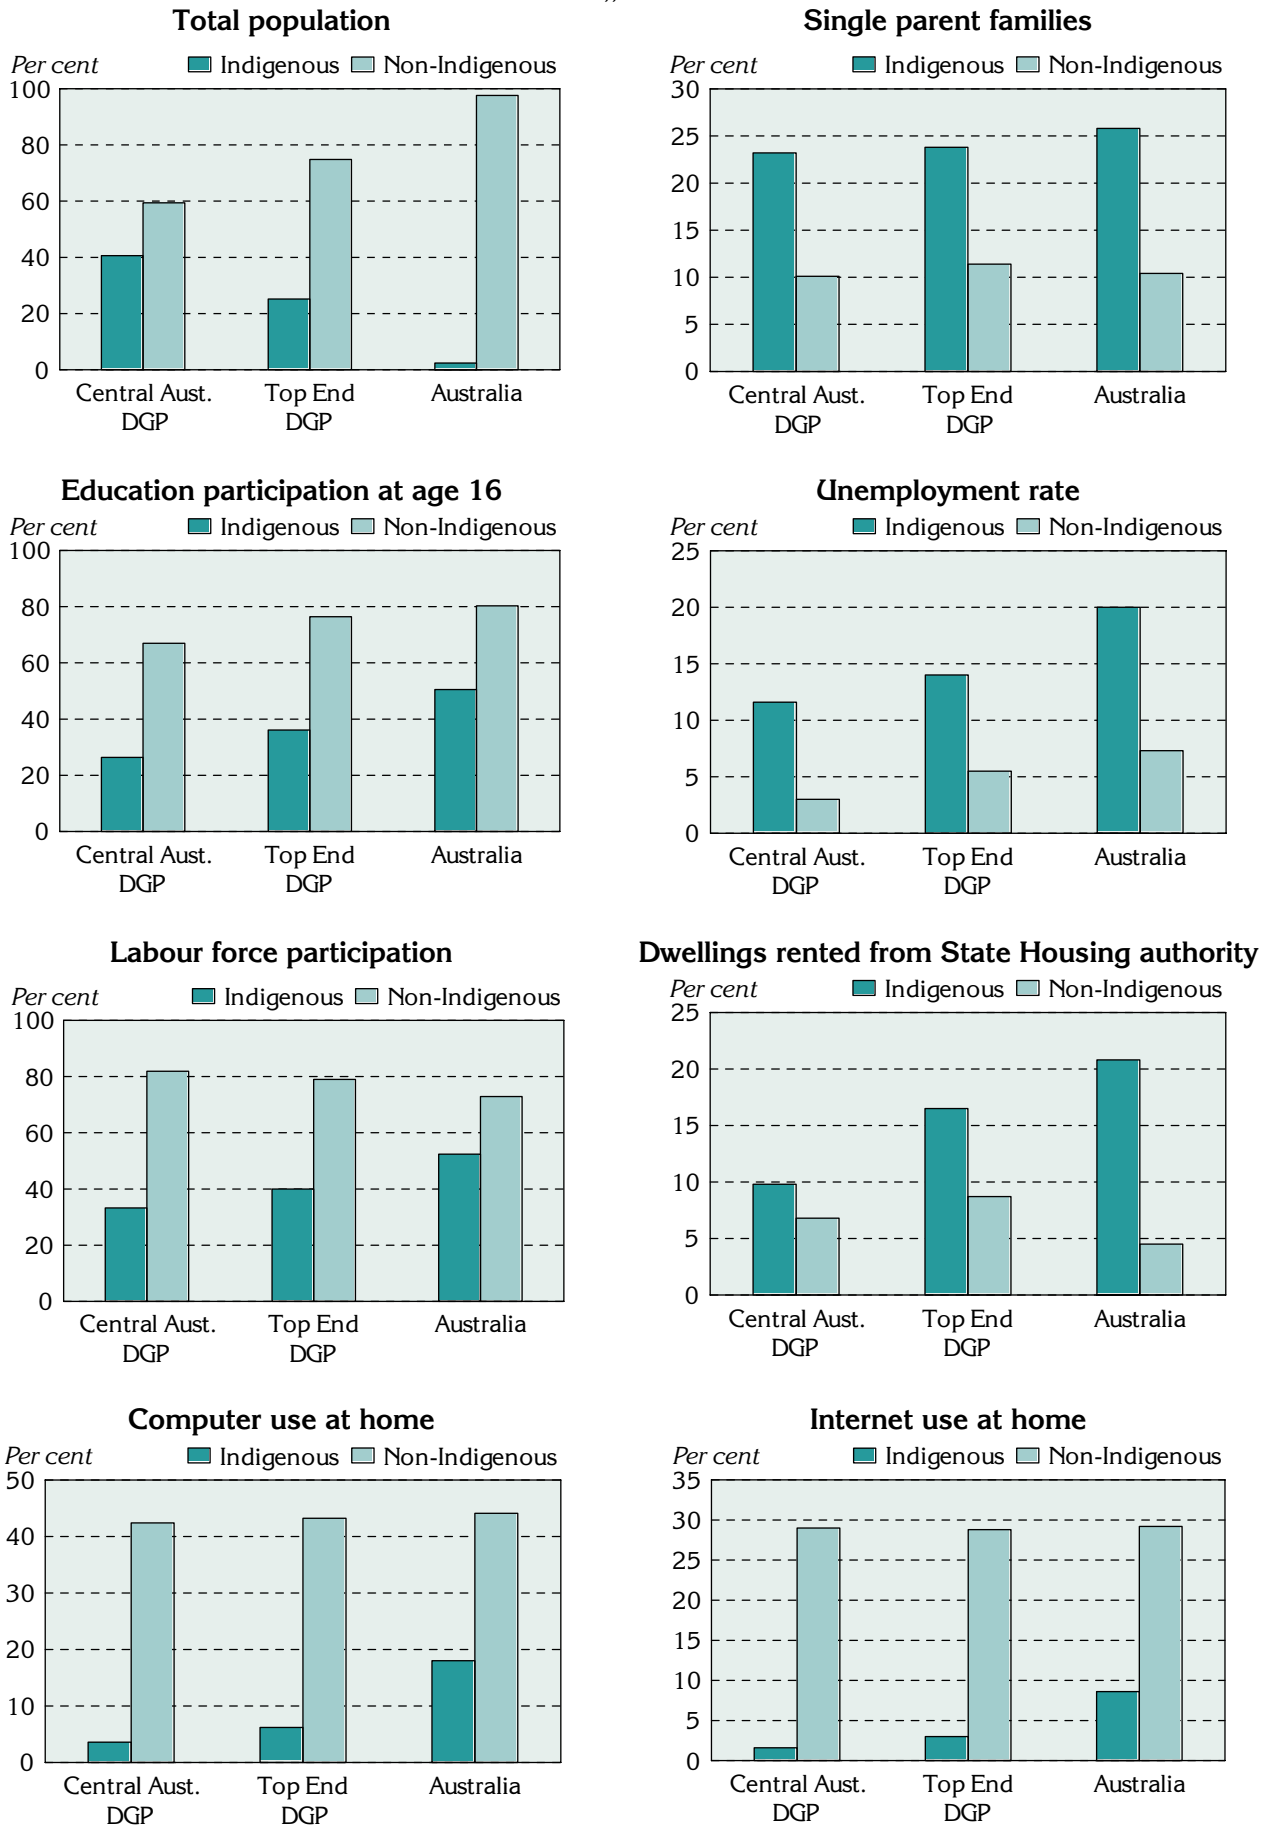 ,,
Total population
Per cent Indigenous Non-Indigenous
100
80
60
40
20
0
Central Aust. DGP
Top End DGP
Australia
Single parent families
Per cent Indigenous Non-Indigenous
30
25
20
15
10
5
0
Central Aust. DGP
Top End DGP
Australia
Education participation at age 16
Per cent Indigenous Non-Indigenous
100
80
60
40
20
0
Central Aust. DGP
Top End DGP
Australia
Unemployment rate
Per cent Indigenous Non-Indigenous
25
20
15
10
5
0
Central Aust. DGP
Top End DGP
Australia
Labour force participation
Per cent Indigenous Non-Indigenous
100
80
60
40
20
0
Central Aust. DGP
Top End DGP
Australia
Dwellings rented from State Housing authority
Per cent Indigenous Non-Indigenous
25
20
15
10
5
0
Central Aust. DGP
Top End DGP
Australia
Computer use at home
Per cent Indigenous Non-Indigenous
50
40
30
20
10
0
Central Aust. DGP
Top End DGP
Australia
Internet use at home
Per cent Indigenous Non-Indigenous
35
30
25
20
15
10
5
0
Central Aust. DGP
Top End DGP
Australia